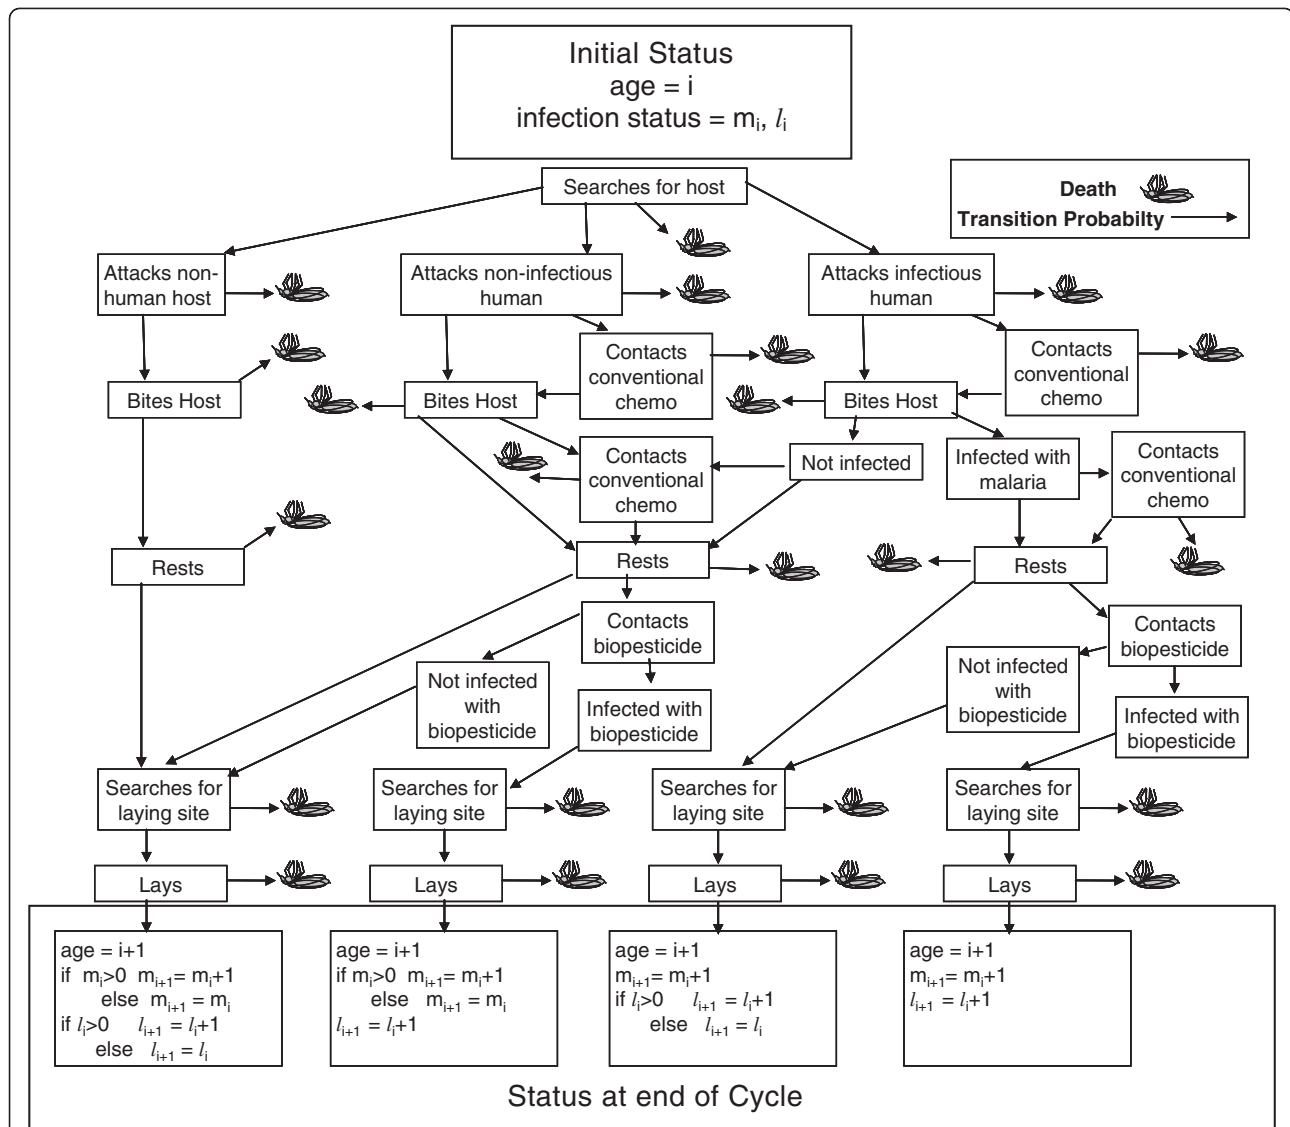 Initial Status
age = i
infection status = mᵢ, lᵢ
Searches for host
Death
Transition Probabilty
Attacks non-
human host
Attacks non-infectious
human
Attacks infectious
human
Contacts
conventional
chemo
Contacts
conventional
chemo
Bites Host
Bites Host
Bites Host
Contacts
conventional
chemo
Not infected
Infected with
malaria
Contacts
conventional
chemo
Rests
Rests
Rests
Contacts
biopesticide
Contacts
biopesticide
Not infected
with
biopesticide
Infected with
biopesticide
Not infected
with
biopesticide
Infected with
biopesticide
Searches for
laying site
Searches for
laying site
Searches for
laying site
Searches for
laying site
Lays
Lays
Lays
Lays
age = i+1
if mᵢ>0 mᵢ₊₁= mᵢ+1
else mᵢ₊₁ = mᵢ
if lᵢ>0 lᵢ₊₁ = lᵢ+1
else lᵢ₊₁ = lᵢ
age = i+1
if mᵢ>0 mᵢ₊₁= mᵢ+1
else mᵢ₊₁ = mᵢ
lᵢ₊₁ = lᵢ+1
age = i+1
mᵢ₊₁= mᵢ+1
if lᵢ>0 lᵢ₊₁ = lᵢ+1
else lᵢ₊₁ = lᵢ
age = i+1
mᵢ₊₁= mᵢ+1
lᵢ₊₁ = lᵢ+1
Status at end of Cycle